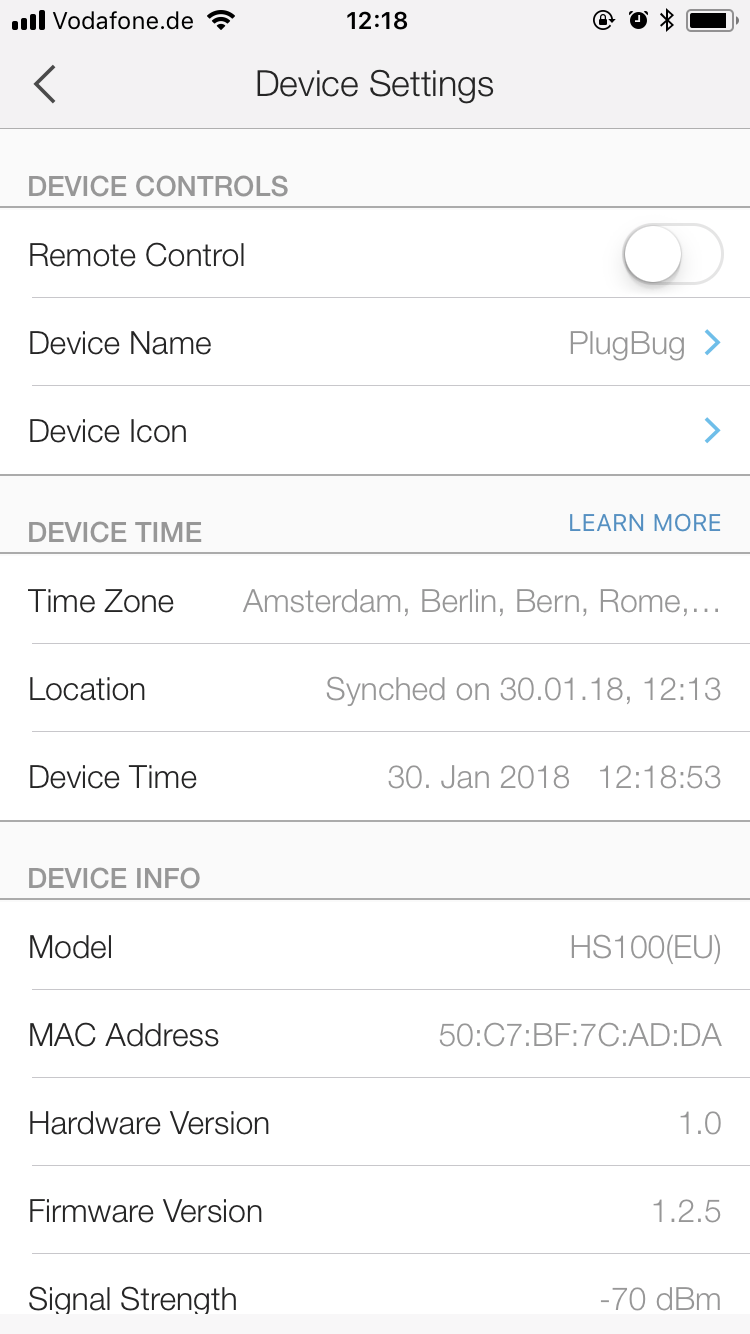 Vodafone.de 12:18
Device Settings
DEVICE CONTROLS
Remote Control
Device Name PlugBug
Device Icon
DEVICE TIME LEARN MORE
Time Zone Amsterdam, Berlin, Bern, Rome,...
Location Synched on 30.01.18, 12:13
Device Time 30. Jan 2018 12:18:53
DEVICE INFO
Model HS100(EU)
MAC Address 50:C7:BF:7C:AD:DA
Hardware Version 1.0
Firmware Version 1.2.5
Signal Strength -70 dBm